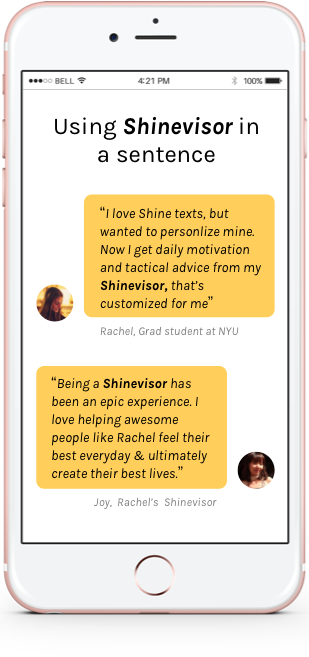 BELL 4:21 PM 100%
Using Shinevisor in
a sentence
“I love Shine texts, but
wanted to personlize mine.
Now I get daily motivation
and tactical advice from my
Shinevisor, that’s
customized for me”
Rachel, Grad student at NYU
“Being a Shinevisor has
been an epic experience. I
love helping awesome
people like Rachel feel their
best everyday & ultimately
create their best lives.”
Joy, Rachel’s Shinevisor